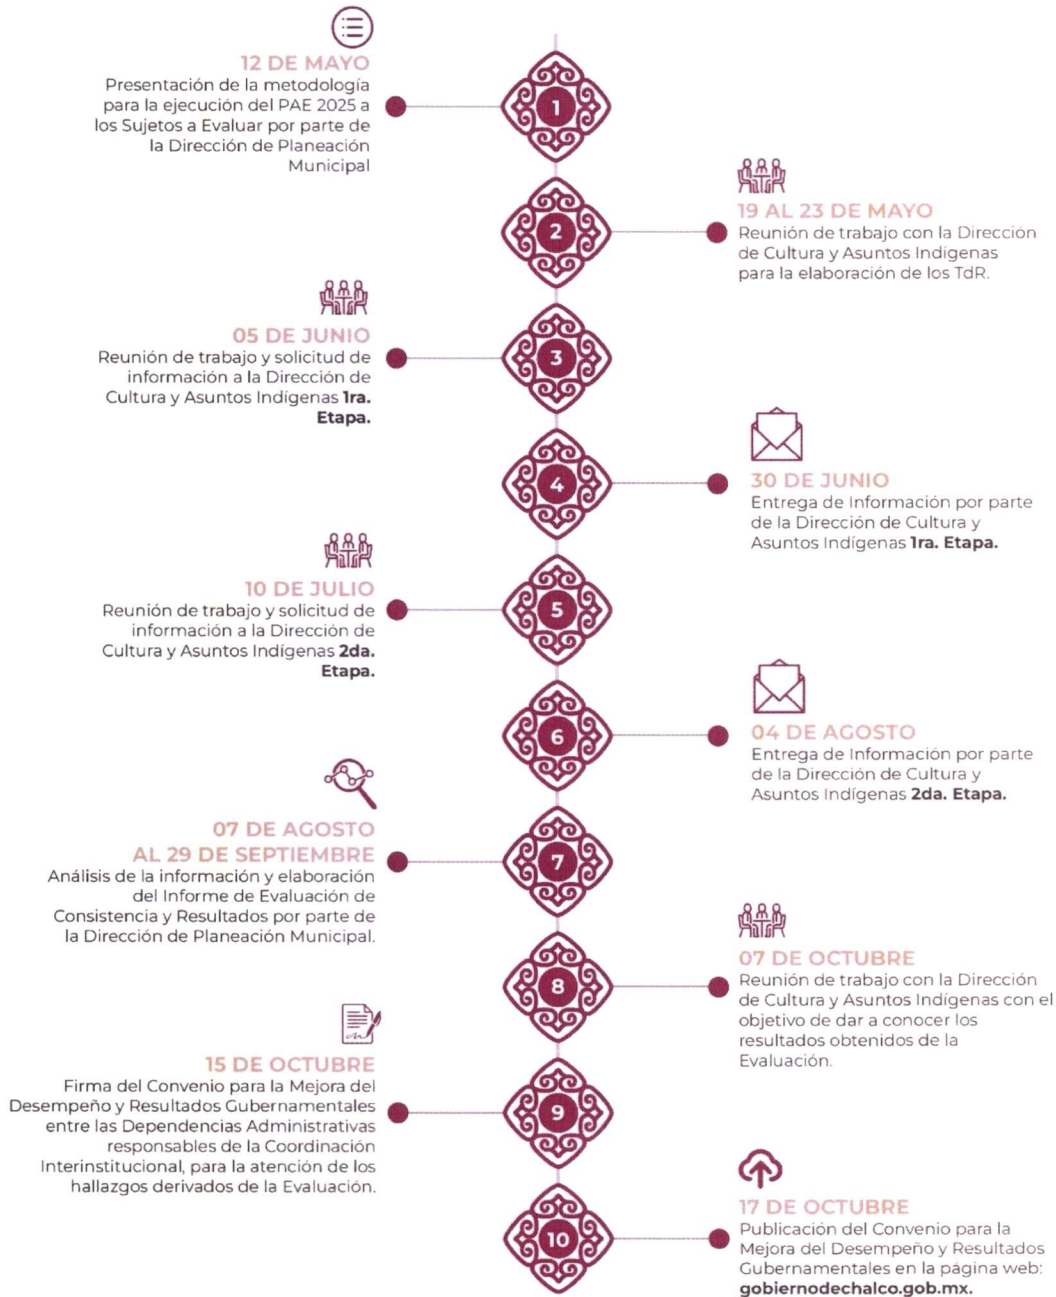 12 DE MAYO
Presentación de la metodología
para la ejecución del PAE 2025 a
los Sujetos a Evaluar por parte de
la Dirección de Planeación
Municipal
1
19 AL 23 DE MAYO
Reunión de trabajo con la Dirección
de Cultura y Asuntos Indígenas
para la elaboración de los TdR.
2
05 DE JUNIO
Reunión de trabajo y solicitud de
información a la Dirección de
Cultura y Asuntos Indígenas 1ra.
Etapa.
3
30 DE JUNIO
Entrega de Información por parte
de la Dirección de Cultura y
Asuntos Indígenas 1ra. Etapa.
4
10 DE JULIO
Reunión de trabajo y solicitud de
información a la Dirección de
Cultura y Asuntos Indígenas 2da.
Etapa.
5
04 DE AGOSTO
Entrega de Información por parte
de la Dirección de Cultura y
Asuntos Indígenas 2da. Etapa.
6
07 DE AGOSTO
AL 29 DE SEPTIEMBRE
Análisis de la información y elaboración
del Informe de Evaluación de
Consistencia y Resultados por parte de
la Dirección de Planeación Municipal.
7
07 DE OCTUBRE
Reunión de trabajo con la Dirección
de Cultura y Asuntos Indígenas con el
objetivo de dar a conocer los
resultados obtenidos de la
Evaluación.
8
15 DE OCTUBRE
Firma del Convenio para la Mejora del
Desempeño y Resultados Gubernamentales
entre las Dependencias Administrativas
responsables de la Coordinación
Interinstitucional, para la atención de los
hallazgos derivados de la Evaluación.
9
17 DE OCTUBRE
Publicación del Convenio para la
Mejora del Desempeño y Resultados
Gubernamentales en la página web:
gobiernodechalco.gob.mx.
10